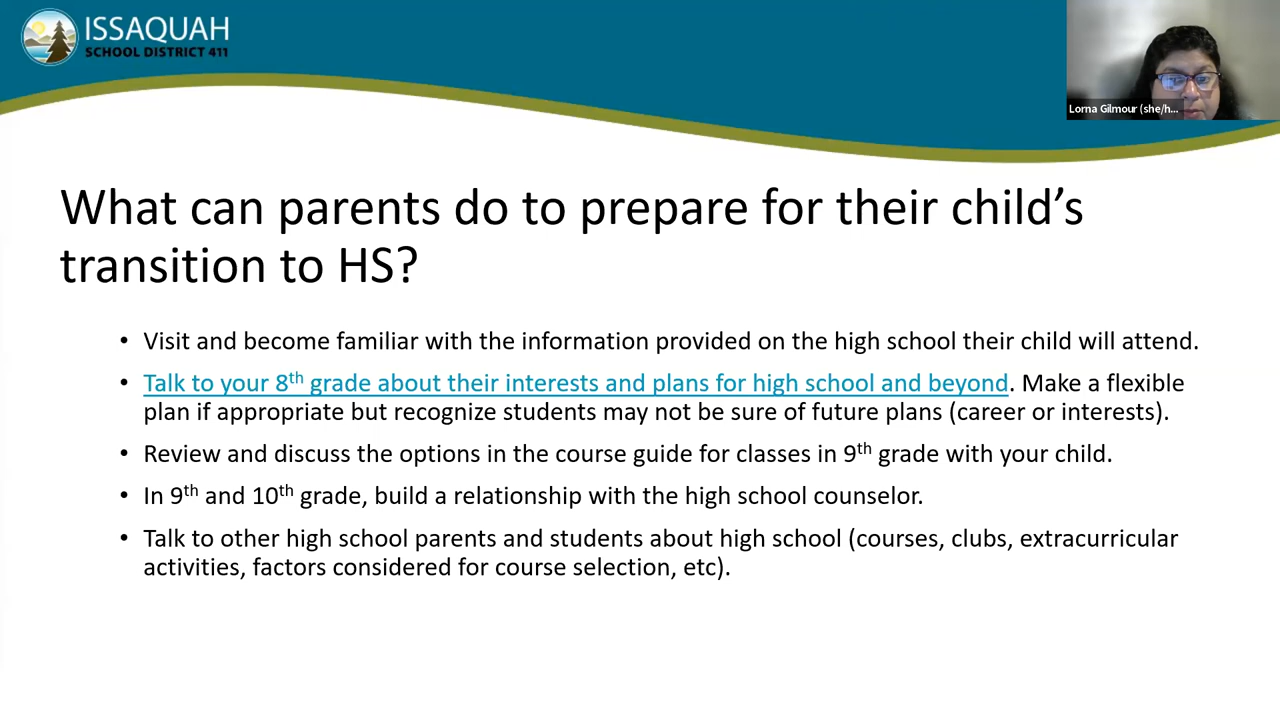 ISSAQUAH
SCHOOL DISTRICT 411
Lorna Gilmour (she/h...
What can parents do to prepare for their child’s
transition to HS?
• Visit and become familiar with the information provided on the high school their child will attend.
• Talk to your 8th grade about their interests and plans for high school and beyond. Make a flexible
plan if appropriate but recognize students may not be sure of future plans (career or interests).
• Review and discuss the options in the course guide for classes in 9th grade with your child.
• In 9th and 10th grade, build a relationship with the high school counselor.
• Talk to other high school parents and students about high school (courses, clubs, extracurricular
activities, factors considered for course selection, etc).